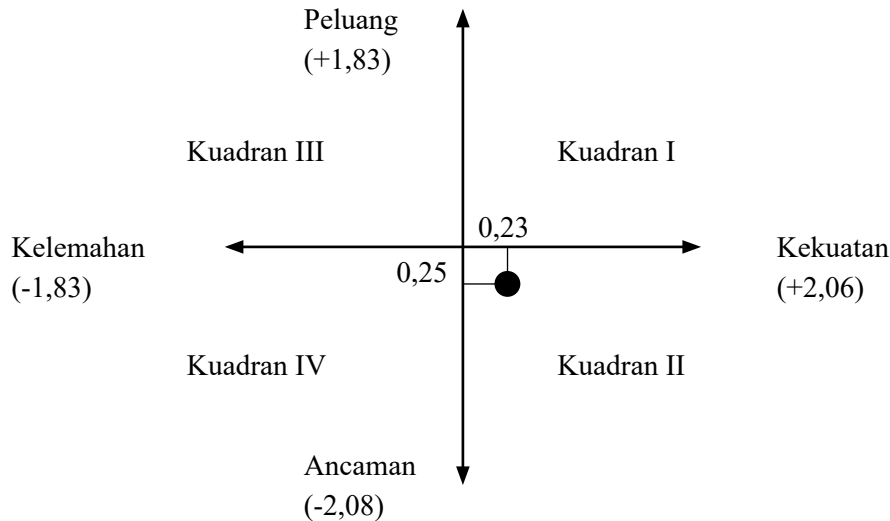 Peluang
(+1,83)
Kuadran III
Kuadran I
0,23
Kelemahan
(-1,83)
0,25
Kekuatan
(+2,06)
Kuadran IV
Kuadran II
Ancaman
(-2,08)